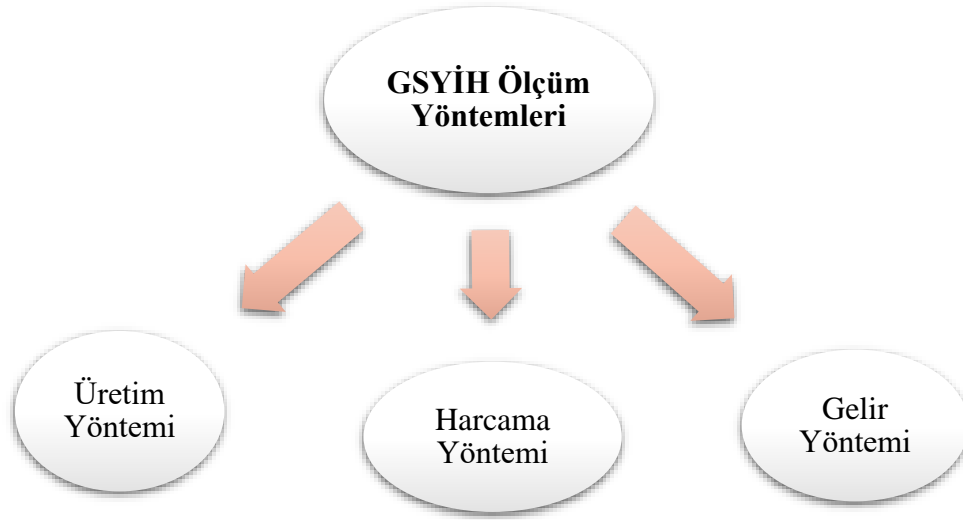 GSYİH Ölçüm
Yöntemleri
Üretim
Yöntemi
Harcama
Yöntemi
Gelir
Yöntemi